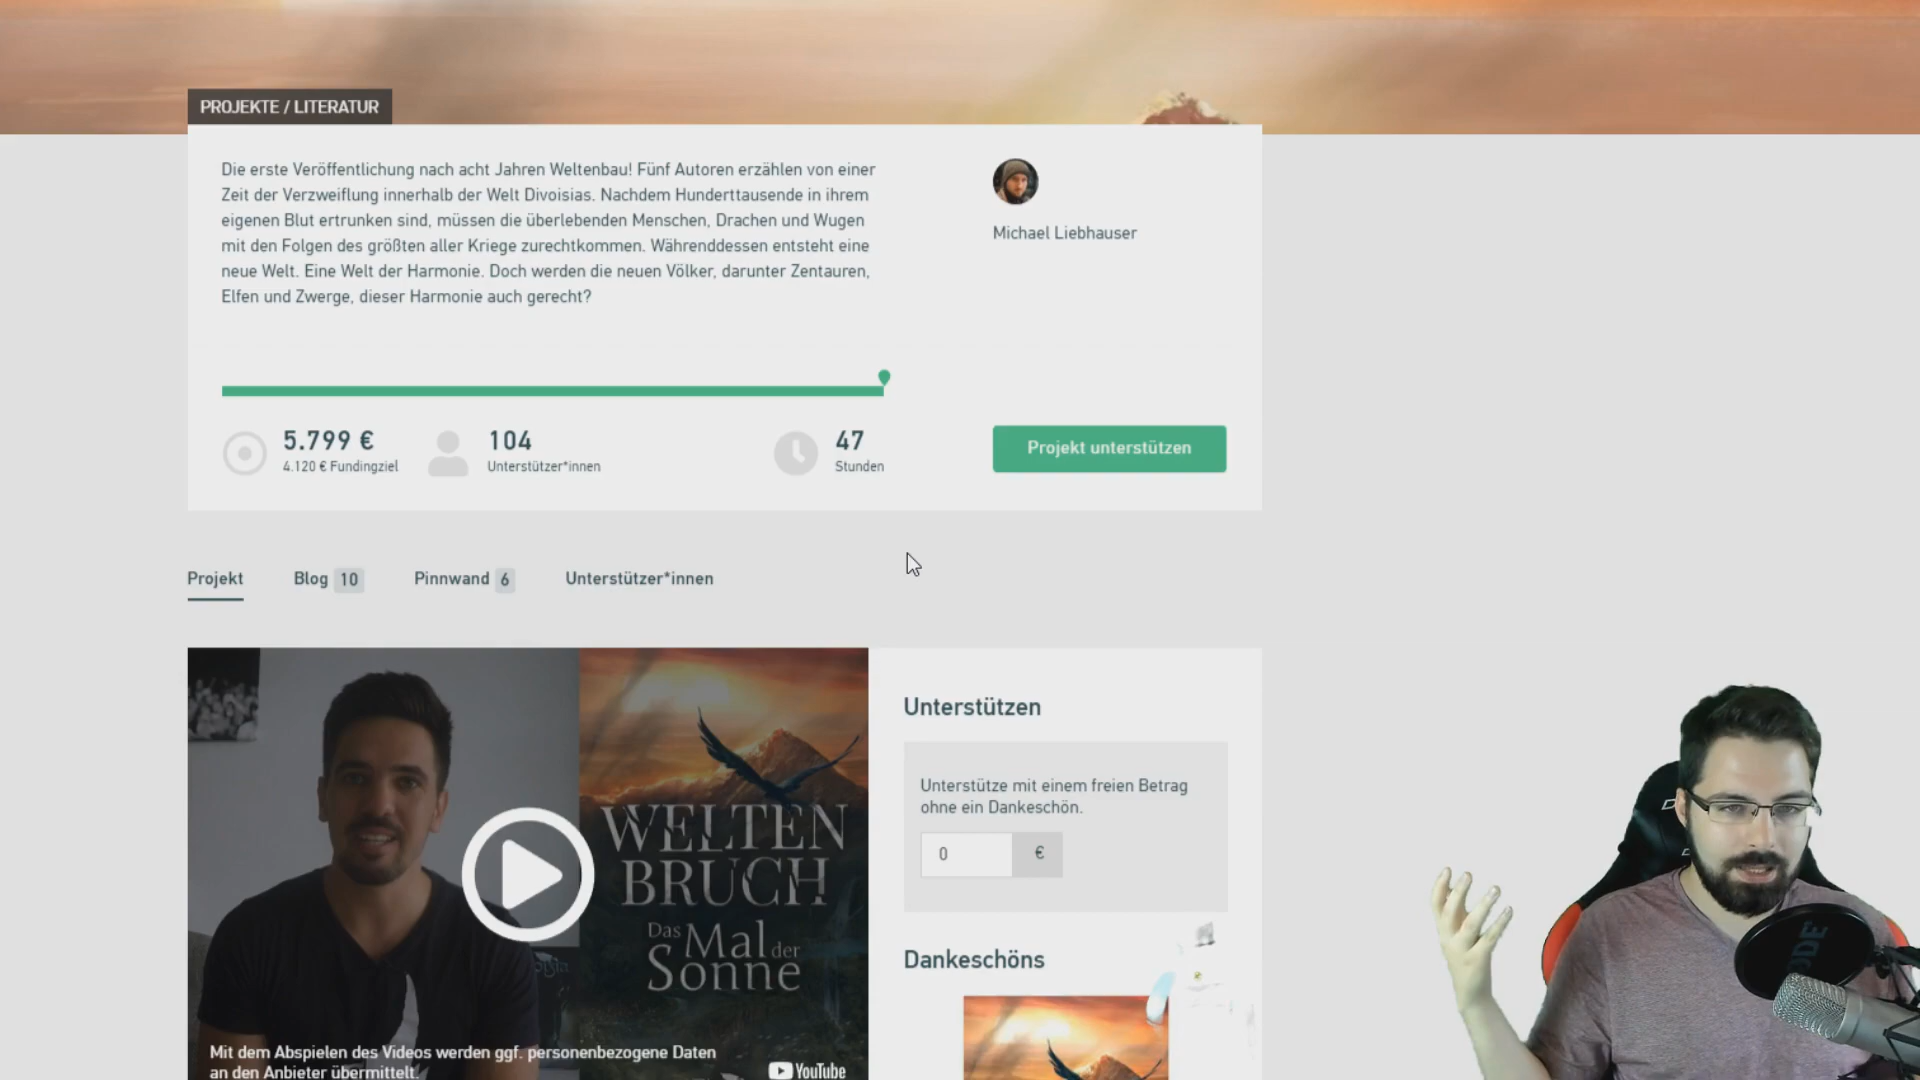 PROJEKTE / LITERATUR
Die erste Veröffentlichung nach acht Jahren Weltenbau! Fünf Autoren erzählen von einer
Zeit der Verzweiflung innerhalb der Welt Divoisias. Nachdem Hunderttausende in ihrem
eigenen Blut ertrunken sind, müssen die überlebenden Menschen, Drachen und Wugen
mit den Folgen des größten aller Kriege zurechtkommen. Währenddessen entsteht eine
neue Welt. Eine Welt der Harmonie. Doch werden die neuen Völker, darunter Zentauren,
Elfen und Zwerge, dieser Harmonie auch gerecht?
Michael Liebhauser
5.799 €
4.120 € Fundingziel
104
Unterstützer*innen
47
Stunden
Projekt unterstützen
Projekt
Blog 10
Pinnwand 6
Unterstützer*innen
WELTEN
BRUCH
Das Mal der
Sonne
Mit dem Abspielen des Videos werden ggf. personenbezogene Daten
an den Anbieter übermittelt.
YouTube
Unterstützen
Unterstütze mit einem freien Betrag
ohne ein Dankeschön.
0 €
Dankeschöns